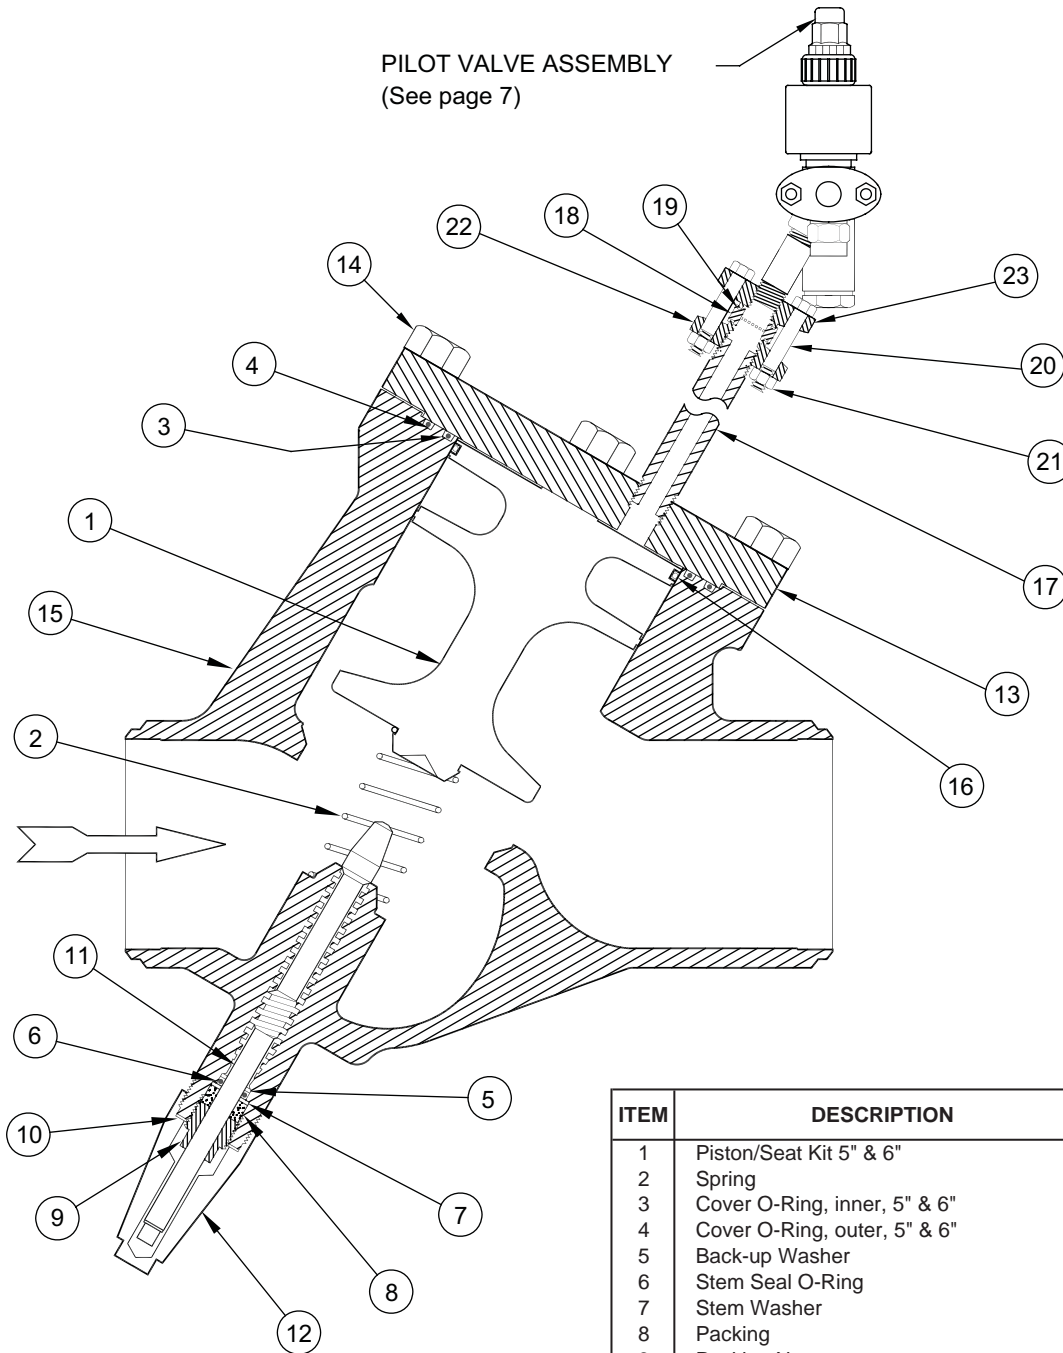 PILOT VALVE ASSEMBLY
(See page 7)
19
18
22
14
23
4
20
3
21
1
17
15
13
2
16
11
6
5
10
9
7
8
12
ITEM DESCRIPTION
1 Piston/Seat Kit 5" & 6"
2 Spring
3 Cover O-Ring, inner, 5" & 6"
4 Cover O-Ring, outer, 5" & 6"
5 Back-up Washer
6 Stem Seal O-Ring
7 Stem Washer
8 Packing